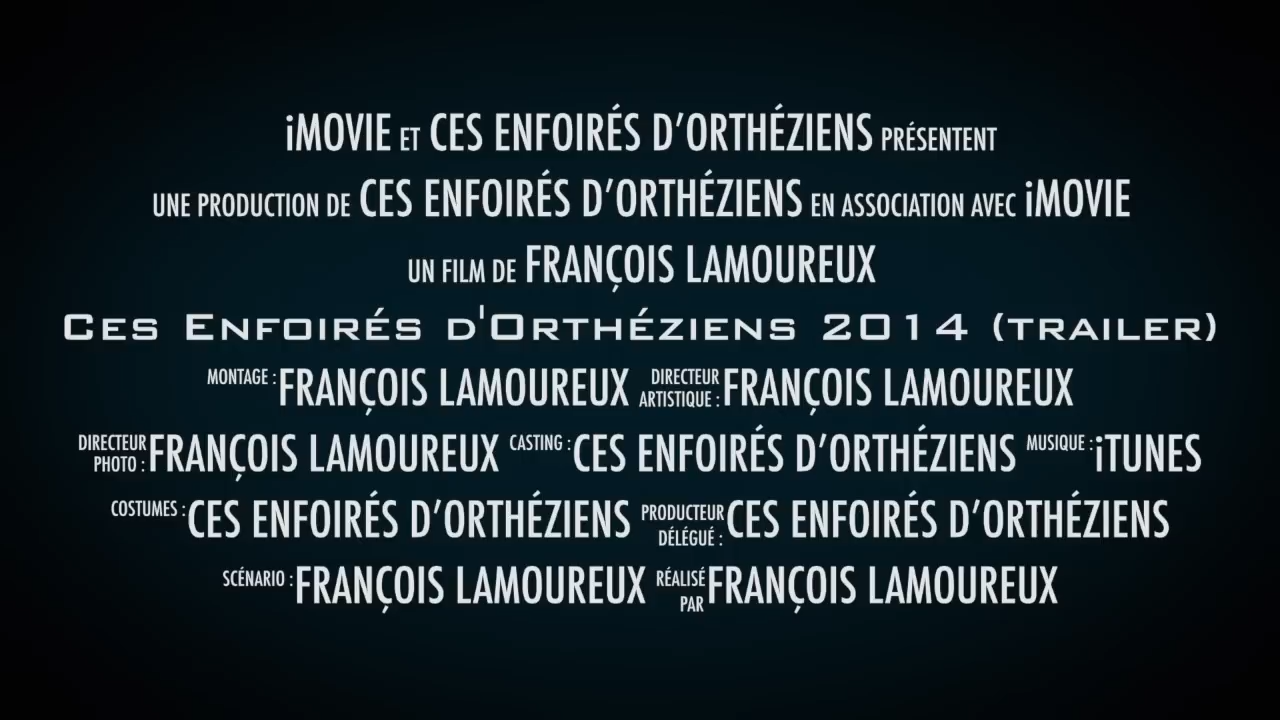 iMOVIE ET CES ENFOIRÉS D'ORTHÉZIENS PRÉSENTENT
UNE PRODUCTION DE CES ENFOIRÉS D'ORTHÉZIENS EN ASSOCIATION AVEC iMOVIE
UN FILM DE FRANÇOIS LAMOUREUX
CES ENFOIRÉS D'ORTHÉZIENS 2014 (TRAILER)
MONTAGE : FRANÇOIS LAMOUREUX DIRECTEUR ARTISTIQUE : FRANÇOIS LAMOUREUX
DIRECTEUR PHOTO : FRANÇOIS LAMOUREUX CASTING : CES ENFOIRÉS D'ORTHÉZIENS MUSIQUE : iTUNES
COSTUMES : CES ENFOIRÉS D'ORTHÉZIENS PRODUCTEUR DÉLÉGUÉ : CES ENFOIRÉS D'ORTHÉZIENS
SCÉNARIO : FRANÇOIS LAMOUREUX RÉALISÉ PAR FRANÇOIS LAMOUREUX